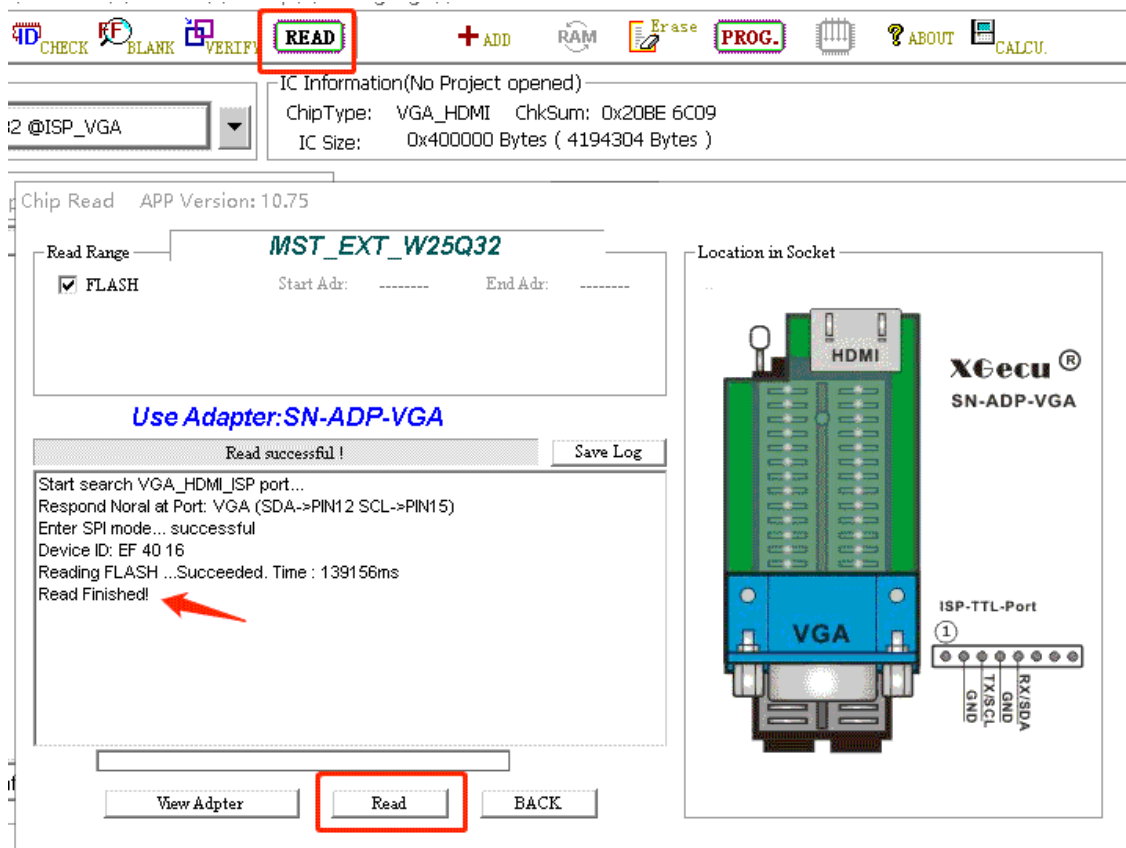 CHECK BLANK VERIFY READ ADD RAM Erase PROG. ABOUT CALCU.
IC Information(No Project opened)
2 @ISP_VGA
ChipType: VGA_HDMI ChkSum: 0x20BE 6C09
IC Size: 0x400000 Bytes ( 4194304 Bytes )
Chip Read APP Version: 10.75
Read Range
MST_EXT_W25Q32
Location in Socket
FLASH Start Adr: -------- End Adr: --------
..
HDMI
XGecu ®
SN-ADP-VGA
Use Adapter:SN-ADP-VGA
Read successful !
Save Log
Start search VGA_HDMI_ISP port...
Respond Noral at Port: VGA (SDA->PIN12 SCL->PIN15)
Enter SPI mode... successful
Device ID: EF 40 16
Reading FLASH ...Succeeded. Time : 139156ms
Read Finished!
ISP-TTL-Port
1
VGA
GND
TX/SCL
GND
RX/SDA
View Adpter Read BACK